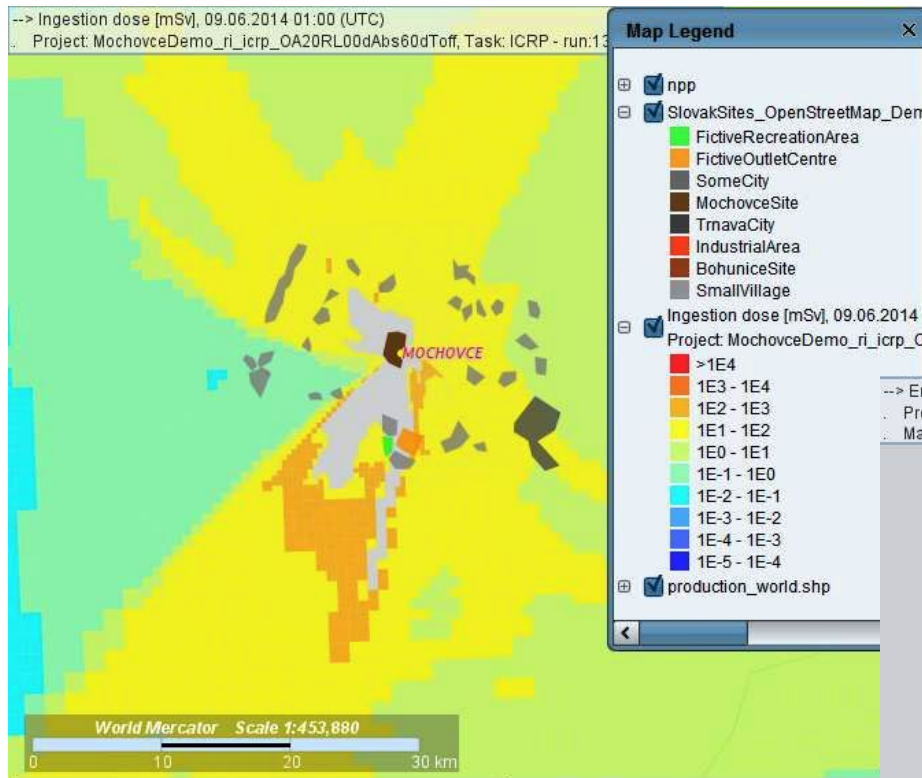 --> Ingestion dose [mSv], 09.06.2014 01:00 (UTC)
. Project: MochovceDemo_ri_icrp_OA20RL00dAbs60dToff, Task: ICRP - run:13
MOCHOVCE
World Mercator Scale 1:453,880
0 10 20 30 km
Map Legend
npp
SlovakSites_OpenStreetMap_Dem
FictiveRecreationArea
FictiveOutletCentre
SomeCity
MochovceSite
TrnavaCity
IndustrialArea
BohuniceSite
SmallVillage
Ingestion dose [mSv], 09.06.2014
Project: MochovceDemo_ri_icrp_O
>1E4
1E3 - 1E4
1E2 - 1E3
1E1 - 1E2
1E0 - 1E1
1E-1 - 1E0
1E-2 - 1E-1
1E-3 - 1E-2
1E-4 - 1E-3
1E-5 - 1E-4
production_world.shp
--> E
. Pr
. Ma